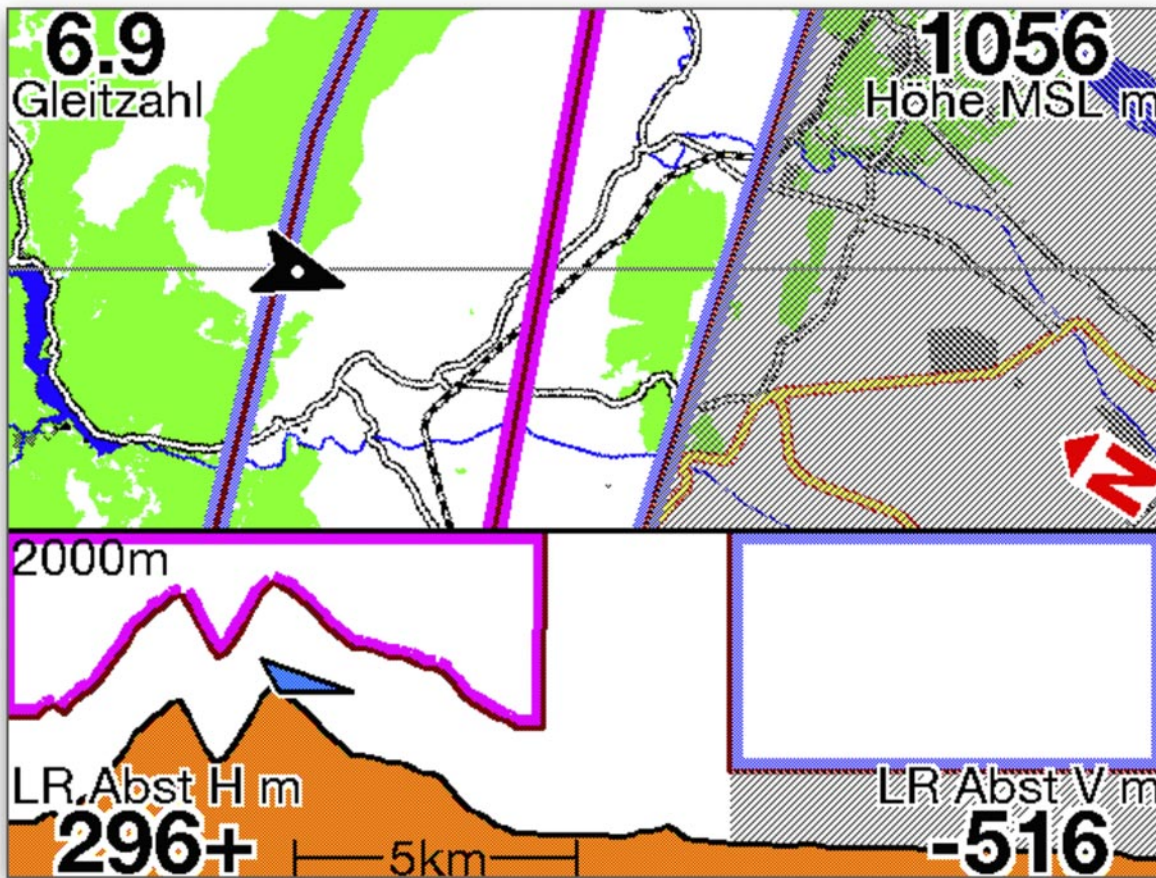 6.9
Gleitzahl
1056
Höhe MSL m
N
2000m
LR Abst H m
296+
5km
LR Abst V m
-516